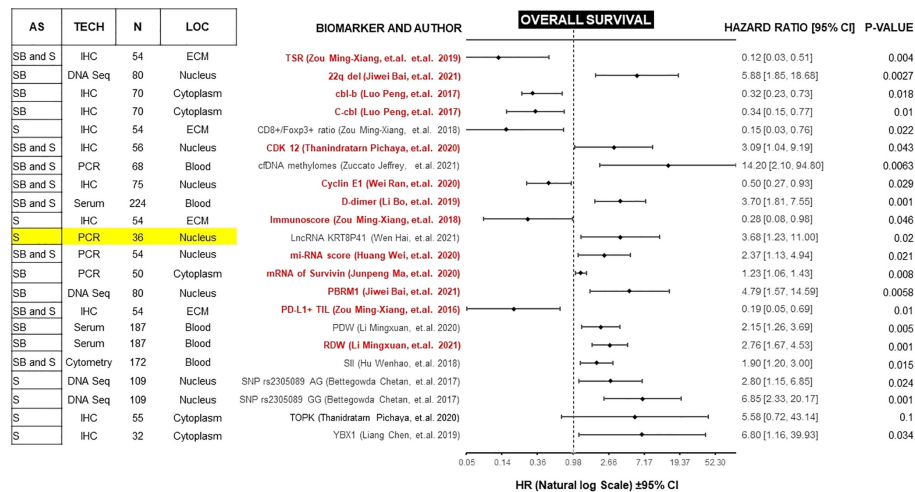 OVERALL SURVIVAL
AS TECH N LOC BIOMARKER AND AUTHOR HAZARD RATIO [95% CI] P-VALUE
SB and S IHC 54 ECM TSR (Zou Ming-Xiang, et.al. et.al. 2019) 0.12 [0.03, 0.51] 0.004
SB DNA Seq 80 Nucleus 22q del (Jiwei Bai, et.al. 2021) 5.88 [1.85, 18.68] 0.0027
SB IHC 70 Cytoplasm cbl-b (Luo Peng, et.al. 2017) 0.32 [0.23, 0.73] 0.018
SB IHC 70 Cytoplasm C-cbl (Luo Peng, et.al. 2017) 0.34 [0.15, 0.77] 0.01
S IHC 54 ECM CD8+/Foxp3+ ratio (Zou Ming-Xiang, et.al. 2018) 0.15 [0.03, 0.76] 0.022
SB and S IHC 56 Nucleus CDK 12 (Thanindratarn Pichaya, et.al. 2020) 3.09 [1.04, 9.19] 0.043
SB and S PCR 68 Blood cfDNA methylomes (Zuccato Jeffrey, et.al. 2021) 14.20 [2.10, 94.80] 0.0063
SB and S IHC 75 Nucleus Cyclin E1 (Wei Ran, et.al. 2020) 0.50 [0.27, 0.93] 0.029
SB and S Serum 224 Blood D-dimer (Li Bo, et.al. 2019) 3.70 [1.81, 7.55] 0.001
S IHC 54 ECM Immunoscore (Zou Ming-Xiang, et.al. 2018) 0.28 [0.08, 0.98] 0.046
S PCR 36 Nucleus LncRNA KRT8P41 (Wen Hai, et.al. 2021) 3.68 [1.23, 11.00] 0.02
SB and S PCR 54 Nucleus mi-RNA score (Huang Wei, et.al. 2020) 2.37 [1.13, 4.94] 0.021
SB PCR 50 Cytoplasm mRNA of Survivin (Junpeng Ma, et.al. 2020) 1.23 [1.06, 1.43] 0.008
SB DNA Seq 80 Nucleus PBRM1 (Jiwei Bai, et.al. 2021) 4.79 [1.57, 14.59] 0.0058
SB and S IHC 54 ECM PD-L1+ TIL (Zou Ming-Xiang, et.al. 2016) 0.19 [0.05, 0.69] 0.01
SB Serum 187 Blood PDW (Li Mingxuan, et.al. 2020) 2.15 [1.26, 3.69] 0.005
SB Serum 187 Blood RDW (Li Mingxuan, et.al. 2021) 2.76 [1.67, 4.53] 0.001
SB and S Cytometry 172 Blood SII (Hu Wenhao, et.al. 2018) 1.90 [1.20, 3.00] 0.015
S DNA Seq 109 Nucleus SNP rs2305089 AG (Bettegowda Chetan, et.al. 2017) 2.80 [1.15, 6.85] 0.024
S DNA Seq 109 Nucleus SNP rs2305089 GG (Bettegowda Chetan, et.al. 2017) 6.85 [2.33, 20.17] 0.001
S IHC 55 Cytoplasm TOPK (Thanidratam Pichaya, et.al. 2020) 5.58 [0.72, 43.14] 0.1
S IHC 32 Cytoplasm YBX1 (Liang Chen, et.al. 2019) 6.80 [1.16, 39.93] 0.034
0.05 0.14 0.36 0.98 2.66 7.17 19.37 52.30
HR (Natural log Scale) ±95% CI